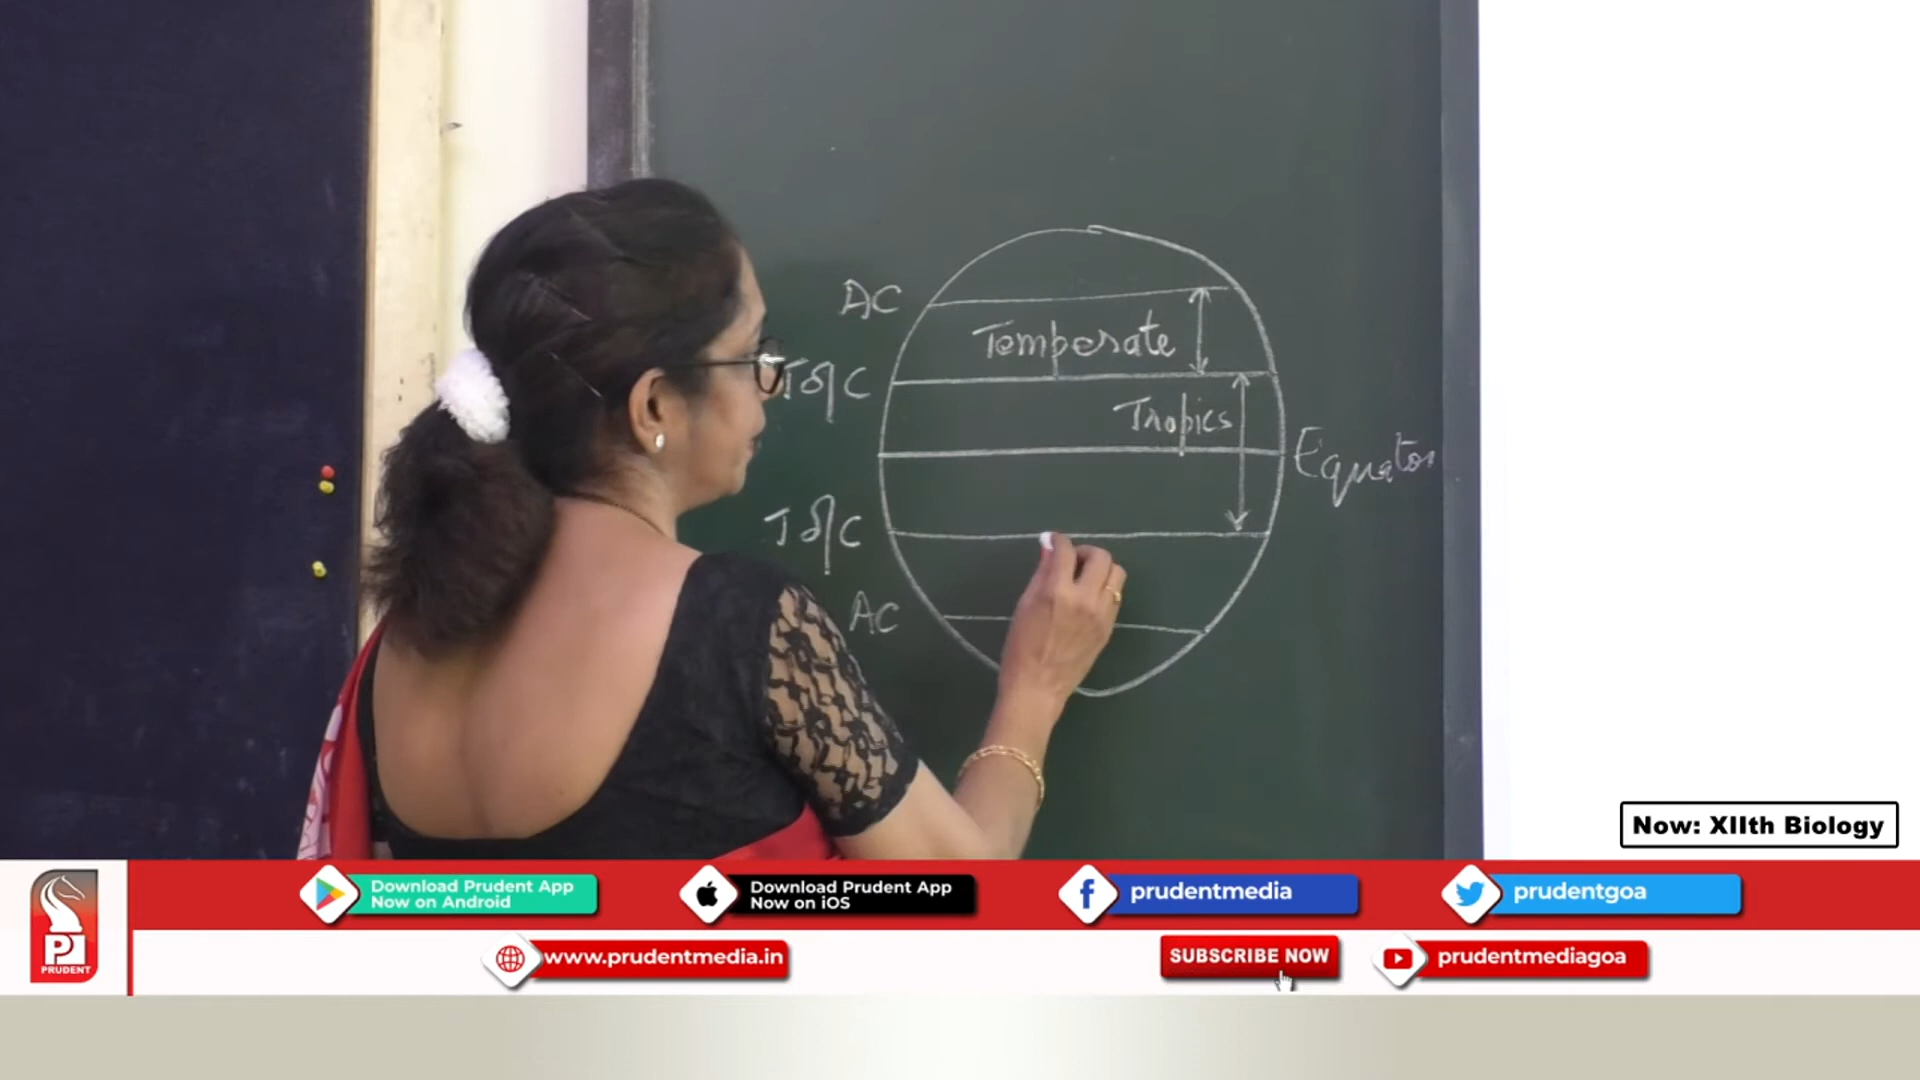 AC
Temperate
T of C
Tropics
Equator
T of C
AC
Now: XIIth Biology
Download Prudent App
Now on Android
Download Prudent App
Now on iOS
prudentmedia
prudentgoa
PRUDENT
www.prudentmedia.in
SUBSCRIBE NOW
prudentmediagoa